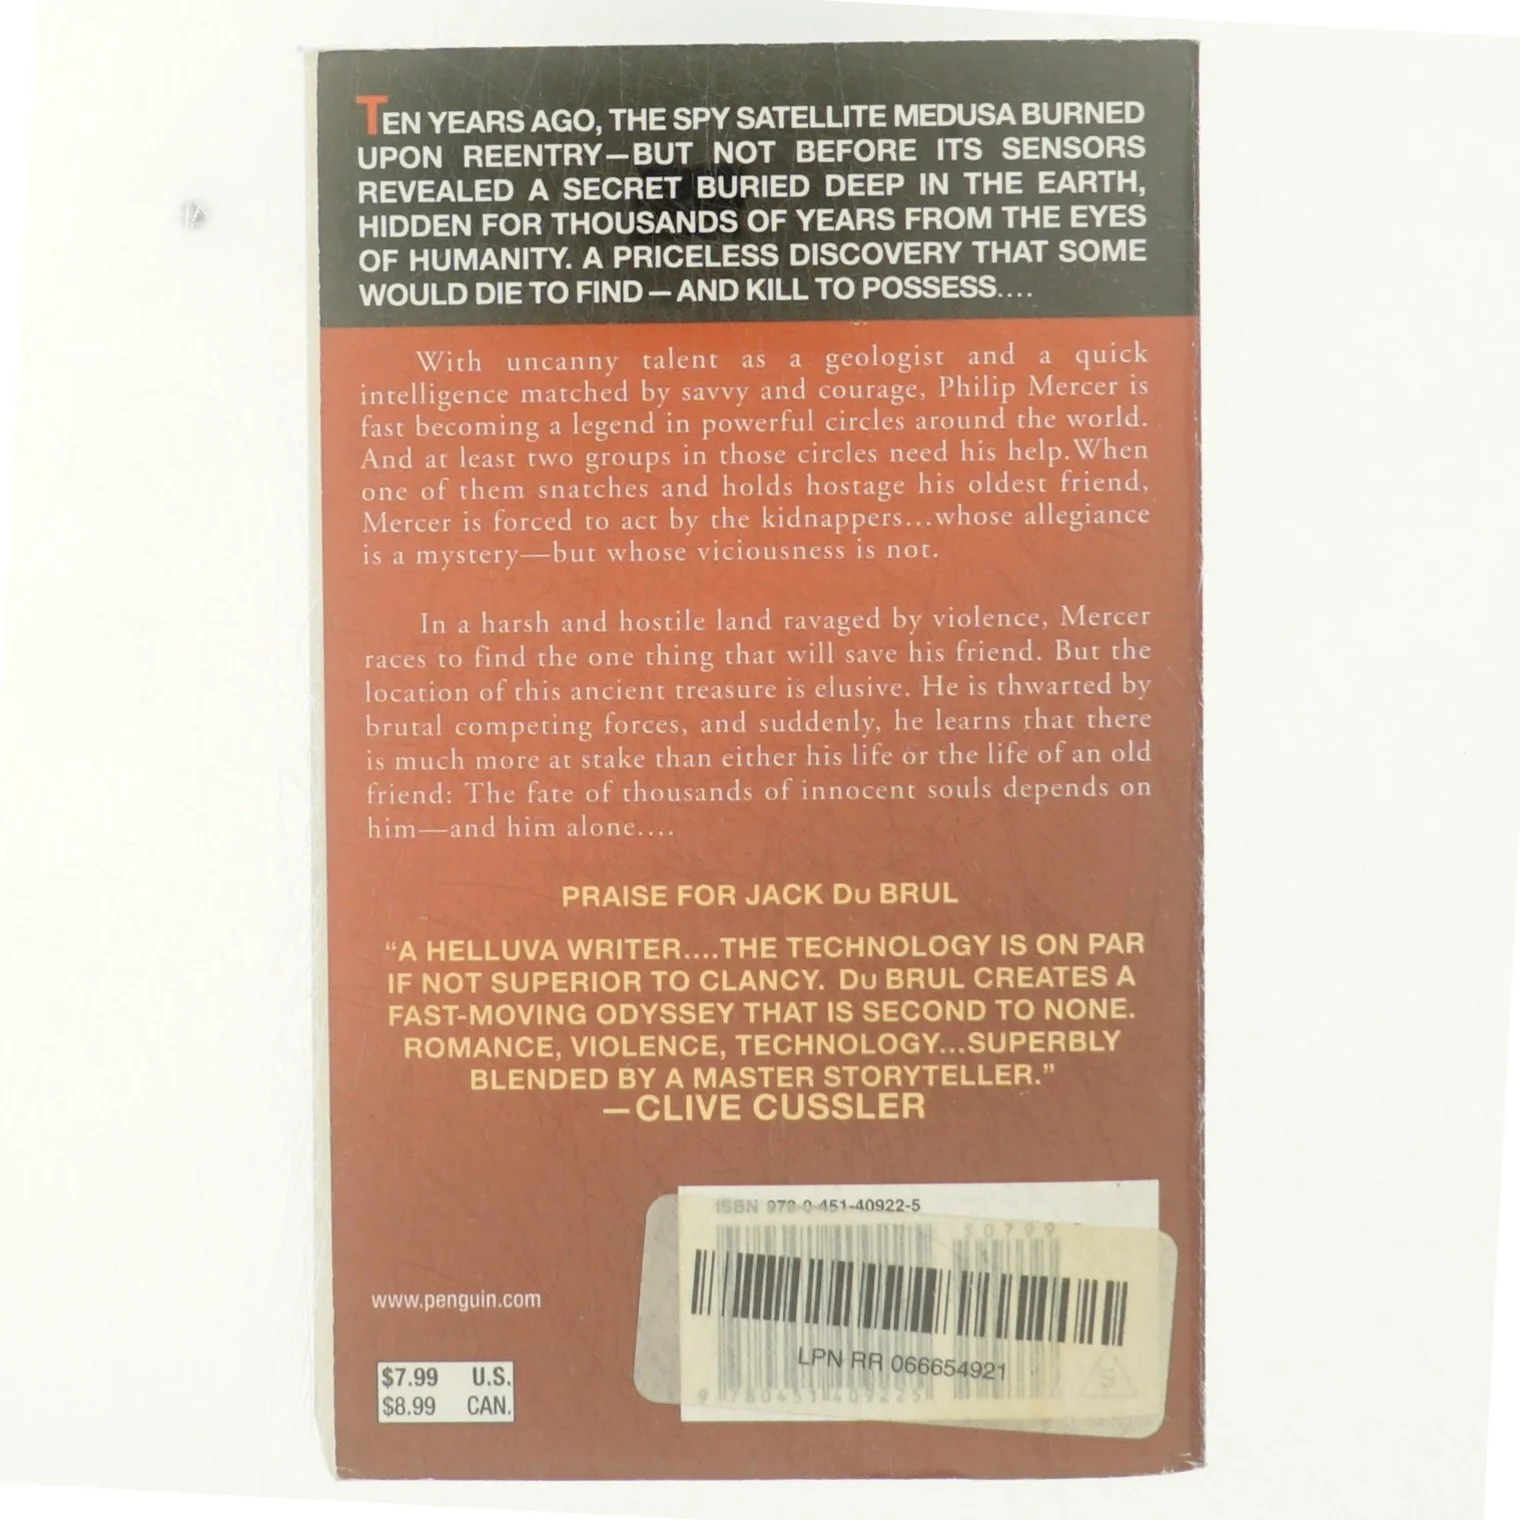 TEN YEARS AGO, THE SPY SATELLITE MEDUSA BURNED
UPON REENTRY—BUT NOT BEFORE ITS SENSORS
REVEALED A SECRET BURIED DEEP IN THE EARTH,
HIDDEN FOR THOUSANDS OF YEARS FROM THE EYES
OF HUMANITY. A PRICELESS DISCOVERY THAT SOME
WOULD DIE TO FIND—AND KILL TO POSSESS....
With uncanny talent as a geologist and a quick
intelligence matched by savvy and courage, Philip Mercer is
fast becoming a legend in powerful circles around the world.
And at least two groups in those circles need his help. When
one of them snatches and holds hostage his oldest friend,
Mercer is forced to act by the kidnappers...whose allegiance
is a mystery—but whose viciousness is not.
In a harsh and hostile land ravaged by violence, Mercer
races to find the one thing that will save his friend. But the
location of this ancient treasure is elusive. He is thwarted by
brutal competing forces, and suddenly, he learns that there
is much more at stake than either his life or the life of an old
friend: The fate of thousands of innocent souls depends on
him—and him alone....
PRAISE FOR JACK DU BRUL
“A HELLUVA WRITER....THE TECHNOLOGY IS ON PAR
IF NOT SUPERIOR TO CLANCY. DU BRUL CREATES A
FAST-MOVING ODYSSEY THAT IS SECOND TO NONE.
ROMANCE, VIOLENCE, TECHNOLOGY...SUPERBLY
BLENDED BY A MASTER STORYTELLER.”
—CLIVE CUSSLER
ISBN 978-0-451-40922-5
50799
LPN RR 066654921
9 780451 409225
www.penguin.com
$7.99 U.S.
$8.99 CAN.